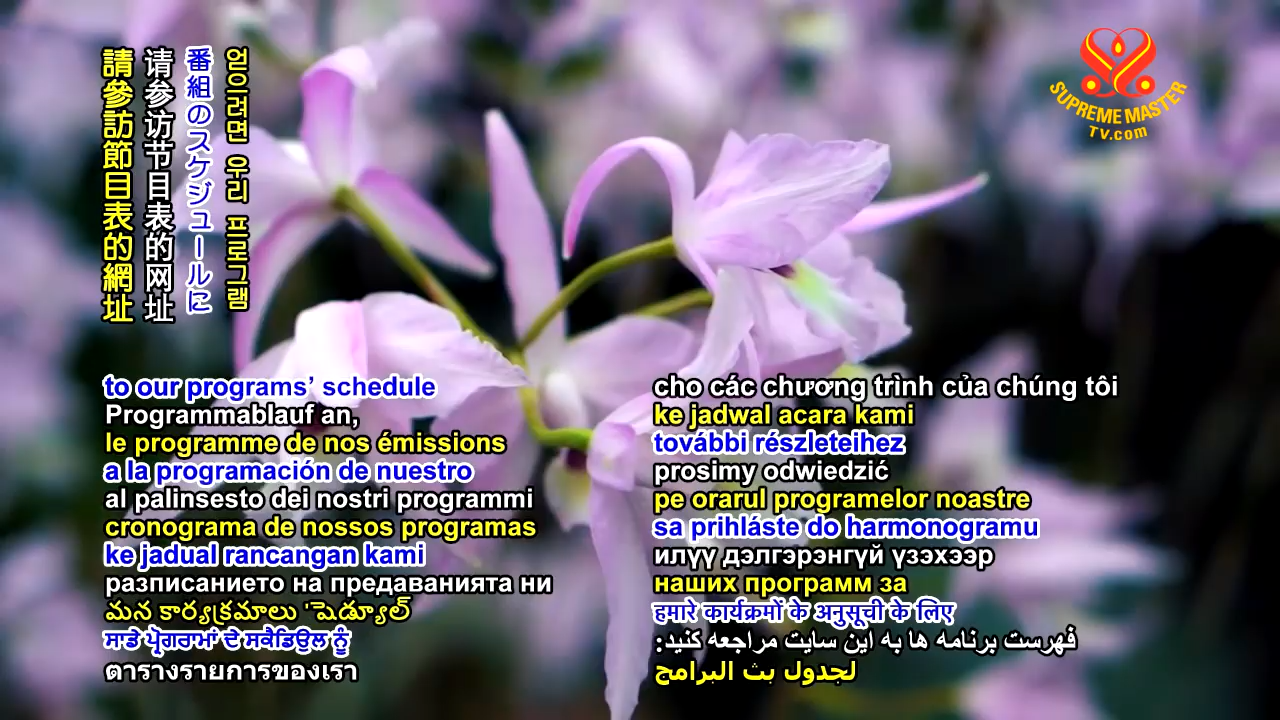 請參訪節目表的網址
请参访节目表的网址
番組のスケジュールに
얻으려면 우리 프로그램
SUPREME MASTER
TV.com
to our programs’ schedule
Programmablauf an,
le programme de nos émissions
a la programación de nuestro
al palinsesto dei nostri programmi
cronograma de nossos programas
ke jadual rancangan kami
разписанието на предаванията ни
మన కార్యక్రమాలు 'షెడ్యూల్
ਸਾਡੇ ਪ੍ਰੋਗਰਾਮਾਂ ਦੇ ਸਕੈਡਿਊਲ ਨੂੰ
ตารางรายการของเรา
cho các chương trình của chúng tôi
ke jadwal acara kami
további részleteihez
prosimy odwiedzić
pe orarul programelor noastre
sa prihláste do harmonogramu
илүү дэлгэрэнгүй үзэхээр
наших программ за
हमारे कार्यक्रमों के अनुसूची के लिए
فهرست برنامه ها به این سایت مراجعه کنید:
لجدول بث البرامج